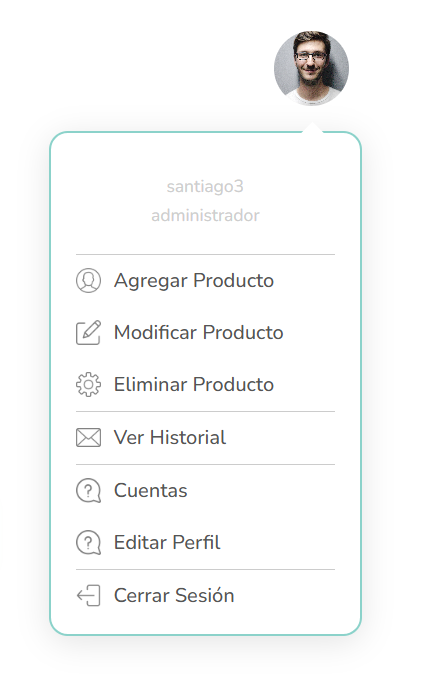 santiago3
administrador
Agregar Producto
Modificar Producto
Eliminar Producto
Ver Historial
Cuentas
Editar Perfil
Cerrar Sesión